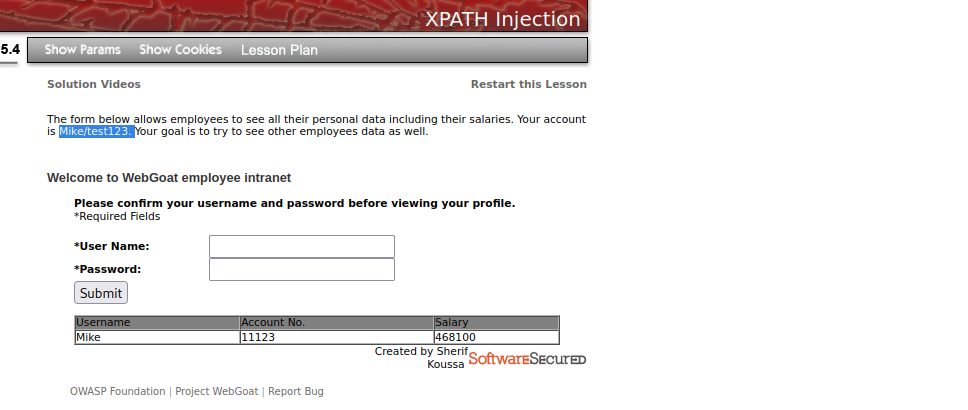 XPATH Injection
5.4 Show Params Show Cookies Lesson Plan
Solution Videos Restart this Lesson
The form below allows employees to see all their personal data including their salaries. Your account
is Mike/test123. Your goal is to try to see other employees data as well.
Welcome to WebGoat employee intranet
Please confirm your username and password before viewing your profile.
*Required Fields
*User Name:
*Password:
Submit
Username Account No. Salary
Mike 11123 468100
Created by Sherif
Koussa SoftwareSecured
OWASP Foundation | Project WebGoat | Report Bug